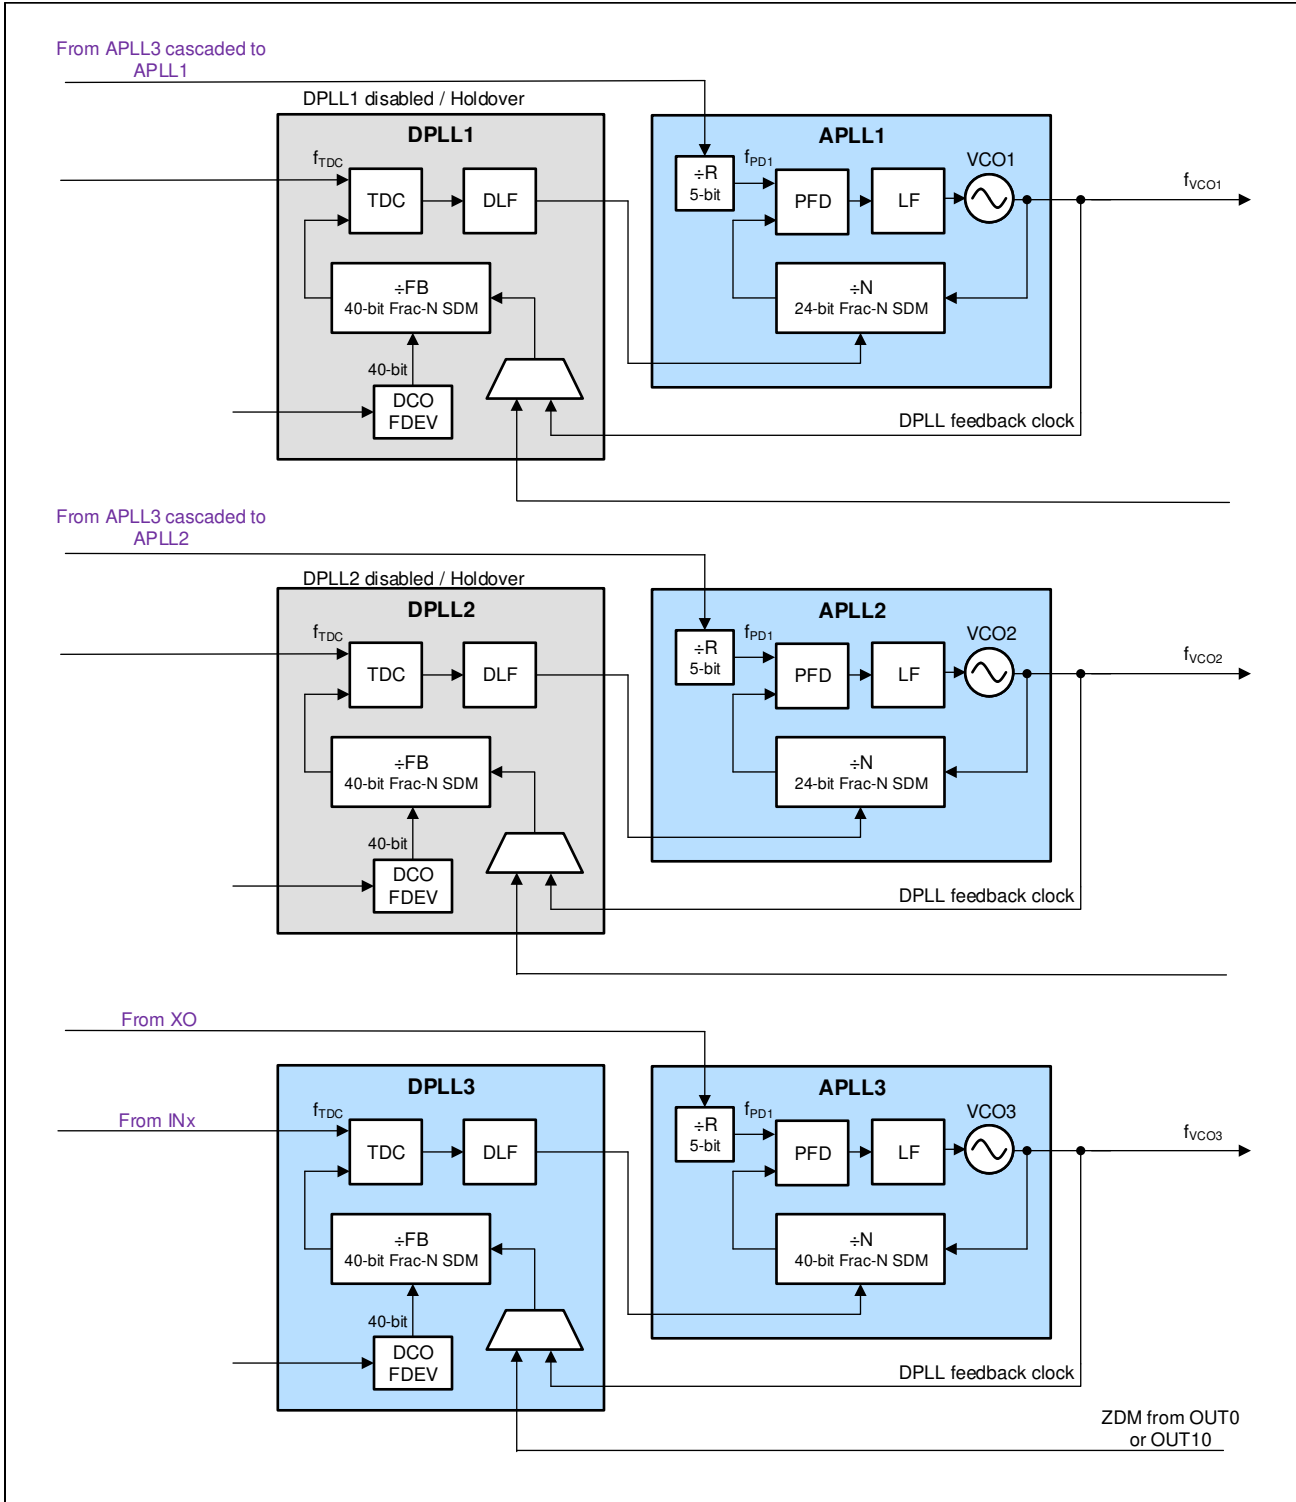 From APLL3 cascaded to
APLL1
DPLL1 disabled / Holdover
DPLL1
APLL1
fTDC
TDC
DLF
÷R
5-bit
fPD1
PFD
LF
VCO1
fVCO1
÷FB
40-bit Frac-N SDM
÷N
24-bit Frac-N SDM
40-bit
DCO
FDEV
DPLL feedback clock
From APLL3 cascaded to
APLL2
DPLL2 disabled / Holdover
DPLL2
APLL2
fTDC
TDC
DLF
÷R
5-bit
fPD1
PFD
LF
VCO2
fVCO2
÷FB
40-bit Frac-N SDM
÷N
24-bit Frac-N SDM
40-bit
DCO
FDEV
DPLL feedback clock
From XO
DPLL3
APLL3
From INx
fTDC
TDC
DLF
÷R
5-bit
fPD1
PFD
LF
VCO3
fVCO3
÷FB
40-bit Frac-N SDM
÷N
40-bit Frac-N SDM
40-bit
DCO
FDEV
DPLL feedback clock
ZDM from OUT0
or OUT10